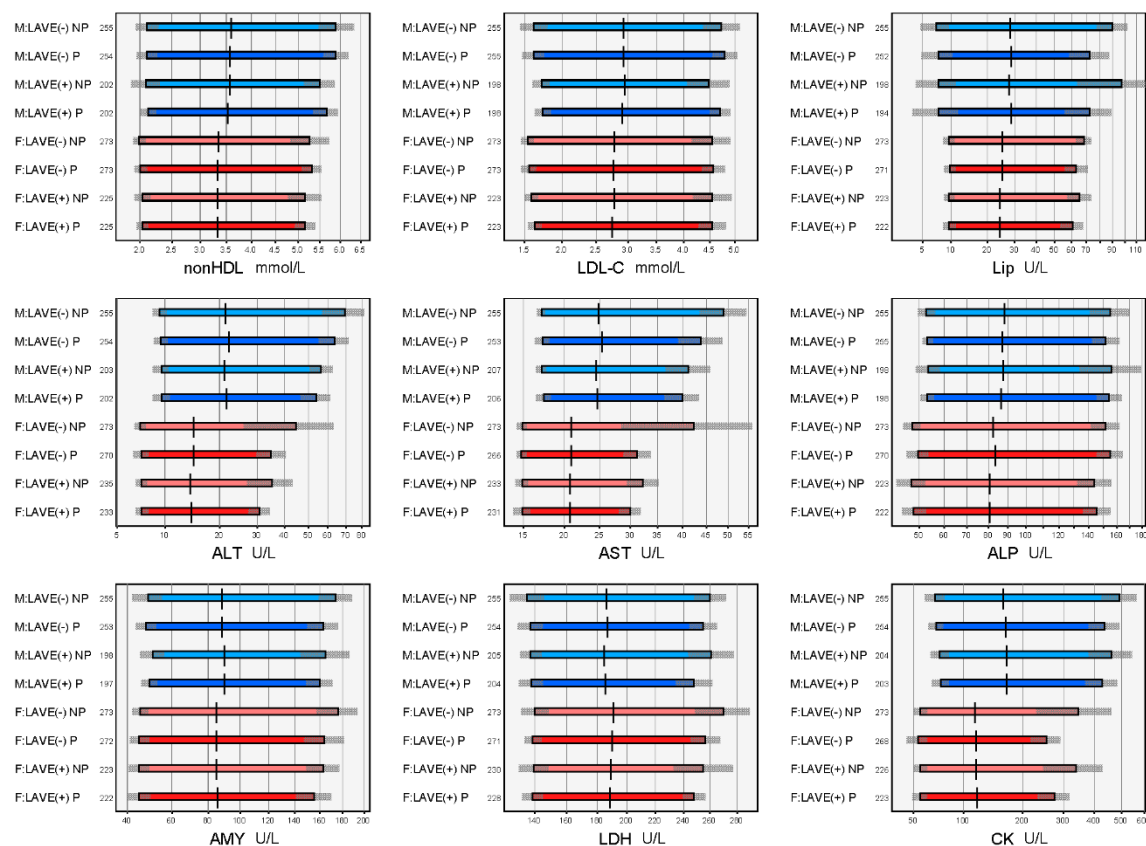 M:LAVE(-) NP 255
M:LAVE(-) P 254
M:LAVE(+) NP 202
M:LAVE(+) P 202
F:LAVE(-) NP 273
F:LAVE(-) P 273
F:LAVE(+) NP 225
F:LAVE(+) P 225
2.0 2.5 3.0 3.5 4.0 4.5 5.0 5.5 6.0 6.5
nonHDL mmol/L
M:LAVE(-) NP 255
M:LAVE(-) P 255
M:LAVE(+) NP 198
M:LAVE(+) P 198
F:LAVE(-) NP 273
F:LAVE(-) P 273
F:LAVE(+) NP 223
F:LAVE(+) P 223
1.5 2.0 2.5 3.0 3.5 4.0 4.5 5.0
LDL-C mmol/L
M:LAVE(-) NP 255
M:LAVE(-) P 252
M:LAVE(+) NP 198
M:LAVE(+) P 194
F:LAVE(-) NP 273
F:LAVE(-) P 271
F:LAVE(+) NP 223
F:LAVE(+) P 222
5 10 20 30 40 50 60 70 90 110
Lip U/L
M:LAVE(-) NP 255
M:LAVE(-) P 254
M:LAVE(+) NP 203
M:LAVE(+) P 202
F:LAVE(-) NP 273
F:LAVE(-) P 270
F:LAVE(+) NP 235
F:LAVE(+) P 233
5 10 20 30 40 50 60 70 80
ALT U/L
M:LAVE(-) NP 255
M:LAVE(-) P 253
M:LAVE(+) NP 207
M:LAVE(+) P 206
F:LAVE(-) NP 273
F:LAVE(-) P 266
F:LAVE(+) NP 233
F:LAVE(+) P 231
15 20 25 30 35 40 45 50 55
AST U/L
M:LAVE(-) NP 255
M:LAVE(-) P 255
M:LAVE(+) NP 198
M:LAVE(+) P 198
F:LAVE(-) NP 273
F:LAVE(-) P 270
F:LAVE(+) NP 223
F:LAVE(+) P 222
50 60 70 80 90 100 120 140 160 180
ALP U/L
M:LAVE(-) NP 255
M:LAVE(-) P 253
M:LAVE(+) NP 198
M:LAVE(+) P 197
F:LAVE(-) NP 273
F:LAVE(-) P 272
F:LAVE(+) NP 223
F:LAVE(+) P 222
40 60 80 100 120 140 160 200
AMY U/L
M:LAVE(-) NP 255
M:LAVE(-) P 254
M:LAVE(+) NP 205
M:LAVE(+) P 204
F:LAVE(-) NP 273
F:LAVE(-) P 271
F:LAVE(+) NP 230
F:LAVE(+) P 228
140 160 180 200 220 240 260 280
LDH U/L
M:LAVE(-) NP 255
M:LAVE(-) P 254
M:LAVE(+) NP 204
M:LAVE(+) P 203
F:LAVE(-) NP 273
F:LAVE(-) P 268
F:LAVE(+) NP 226
F:LAVE(+) P 223
50 100 200 300 400
CK U/L